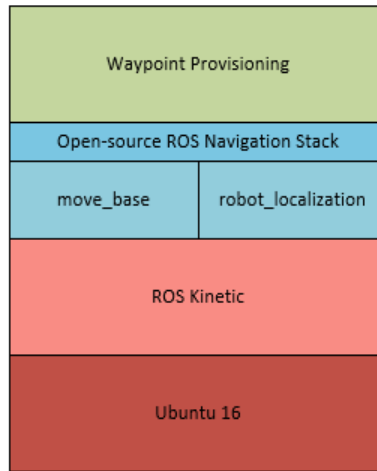 Waypoint Provisioning
Open-source ROS Navigation Stack
move_base
robot_localization
ROS Kinetic
Ubuntu 16